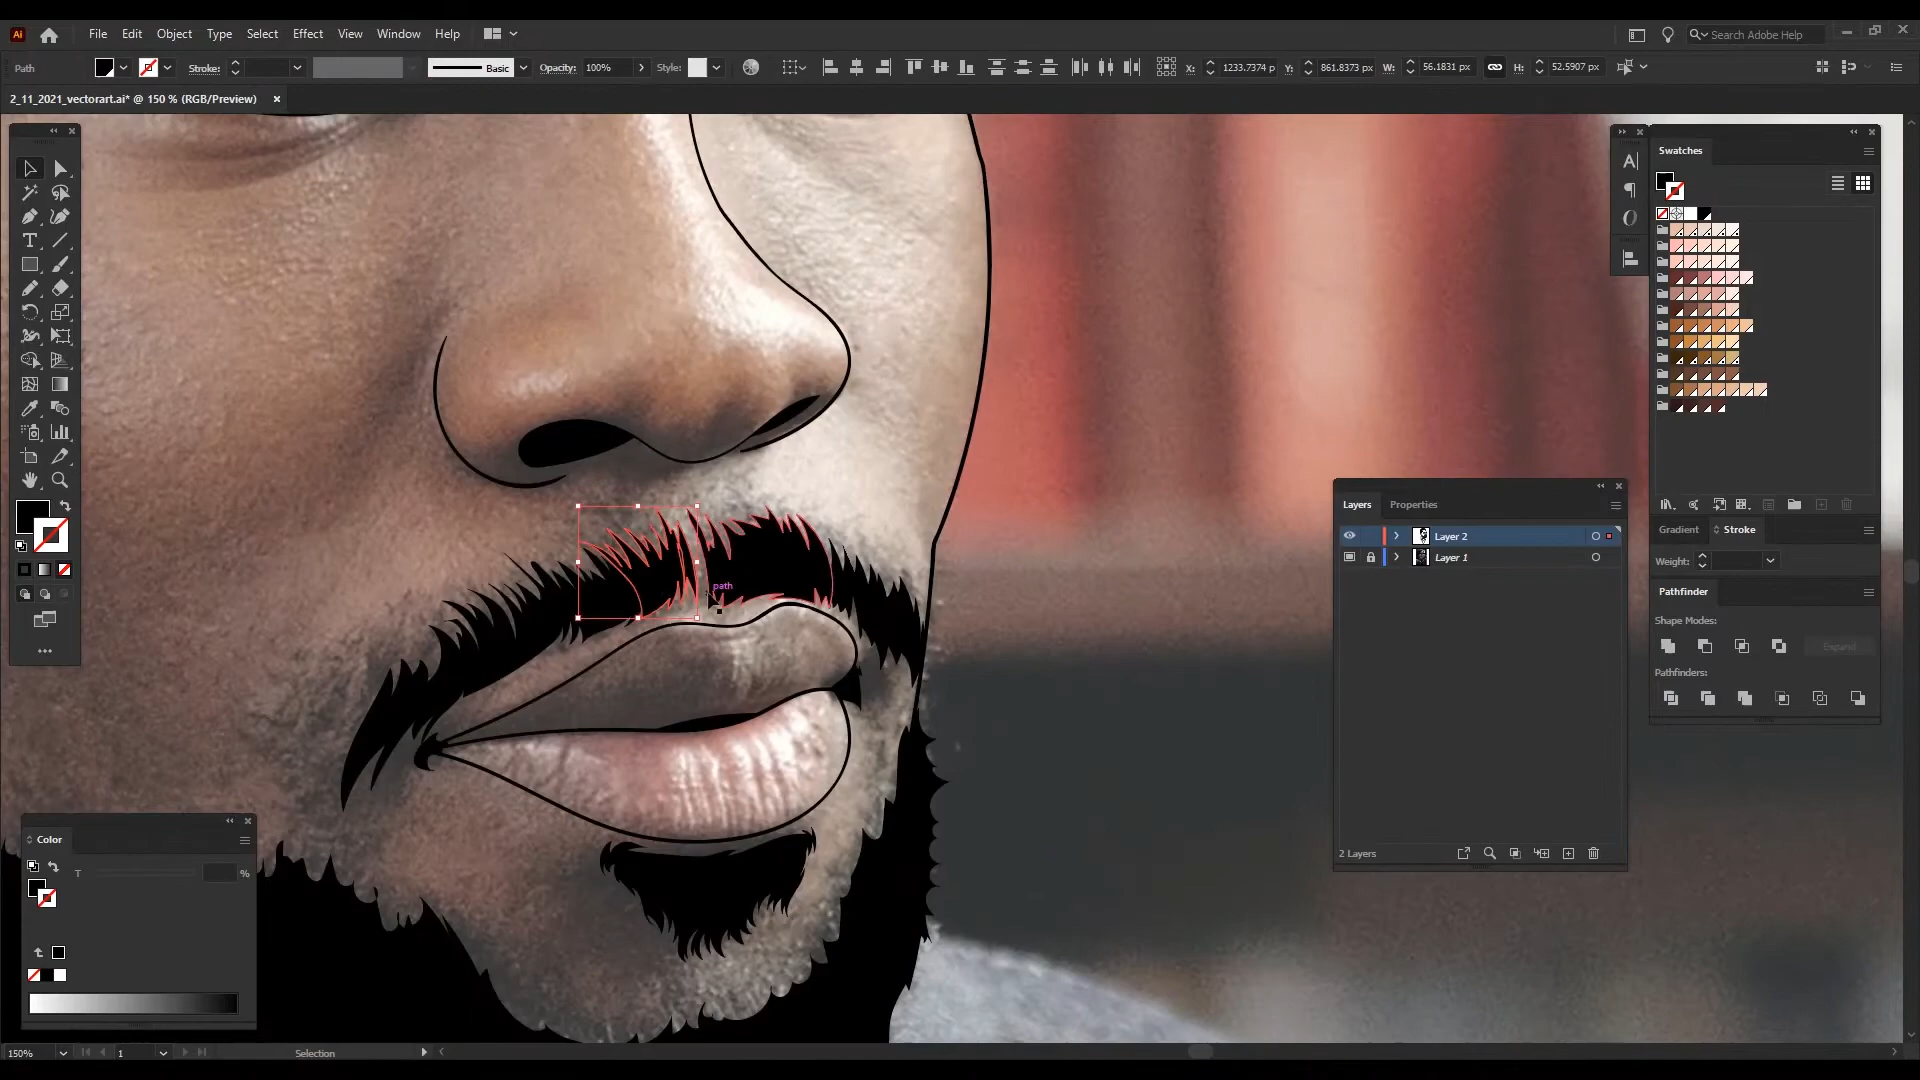 Ai File Edit Object Type Select Effect View Window Help Search Adobe Help
Path Stroke: Basic Opacity: 100% Style: X: 1233.7374 p Y: 861.8373 px W: 56.1831 px H: 52.5907 px
2_11_2021_vectorart.ai* @ 150 % (RGB/Preview)
Swatches
Layers Properties
Layer 2
Layer 1
2 Layers
Gradient Stroke
Weight:
Pathfinder
Shape Modes:
Expand
Pathfinders:
path
Color
T %
150% 1 Selection